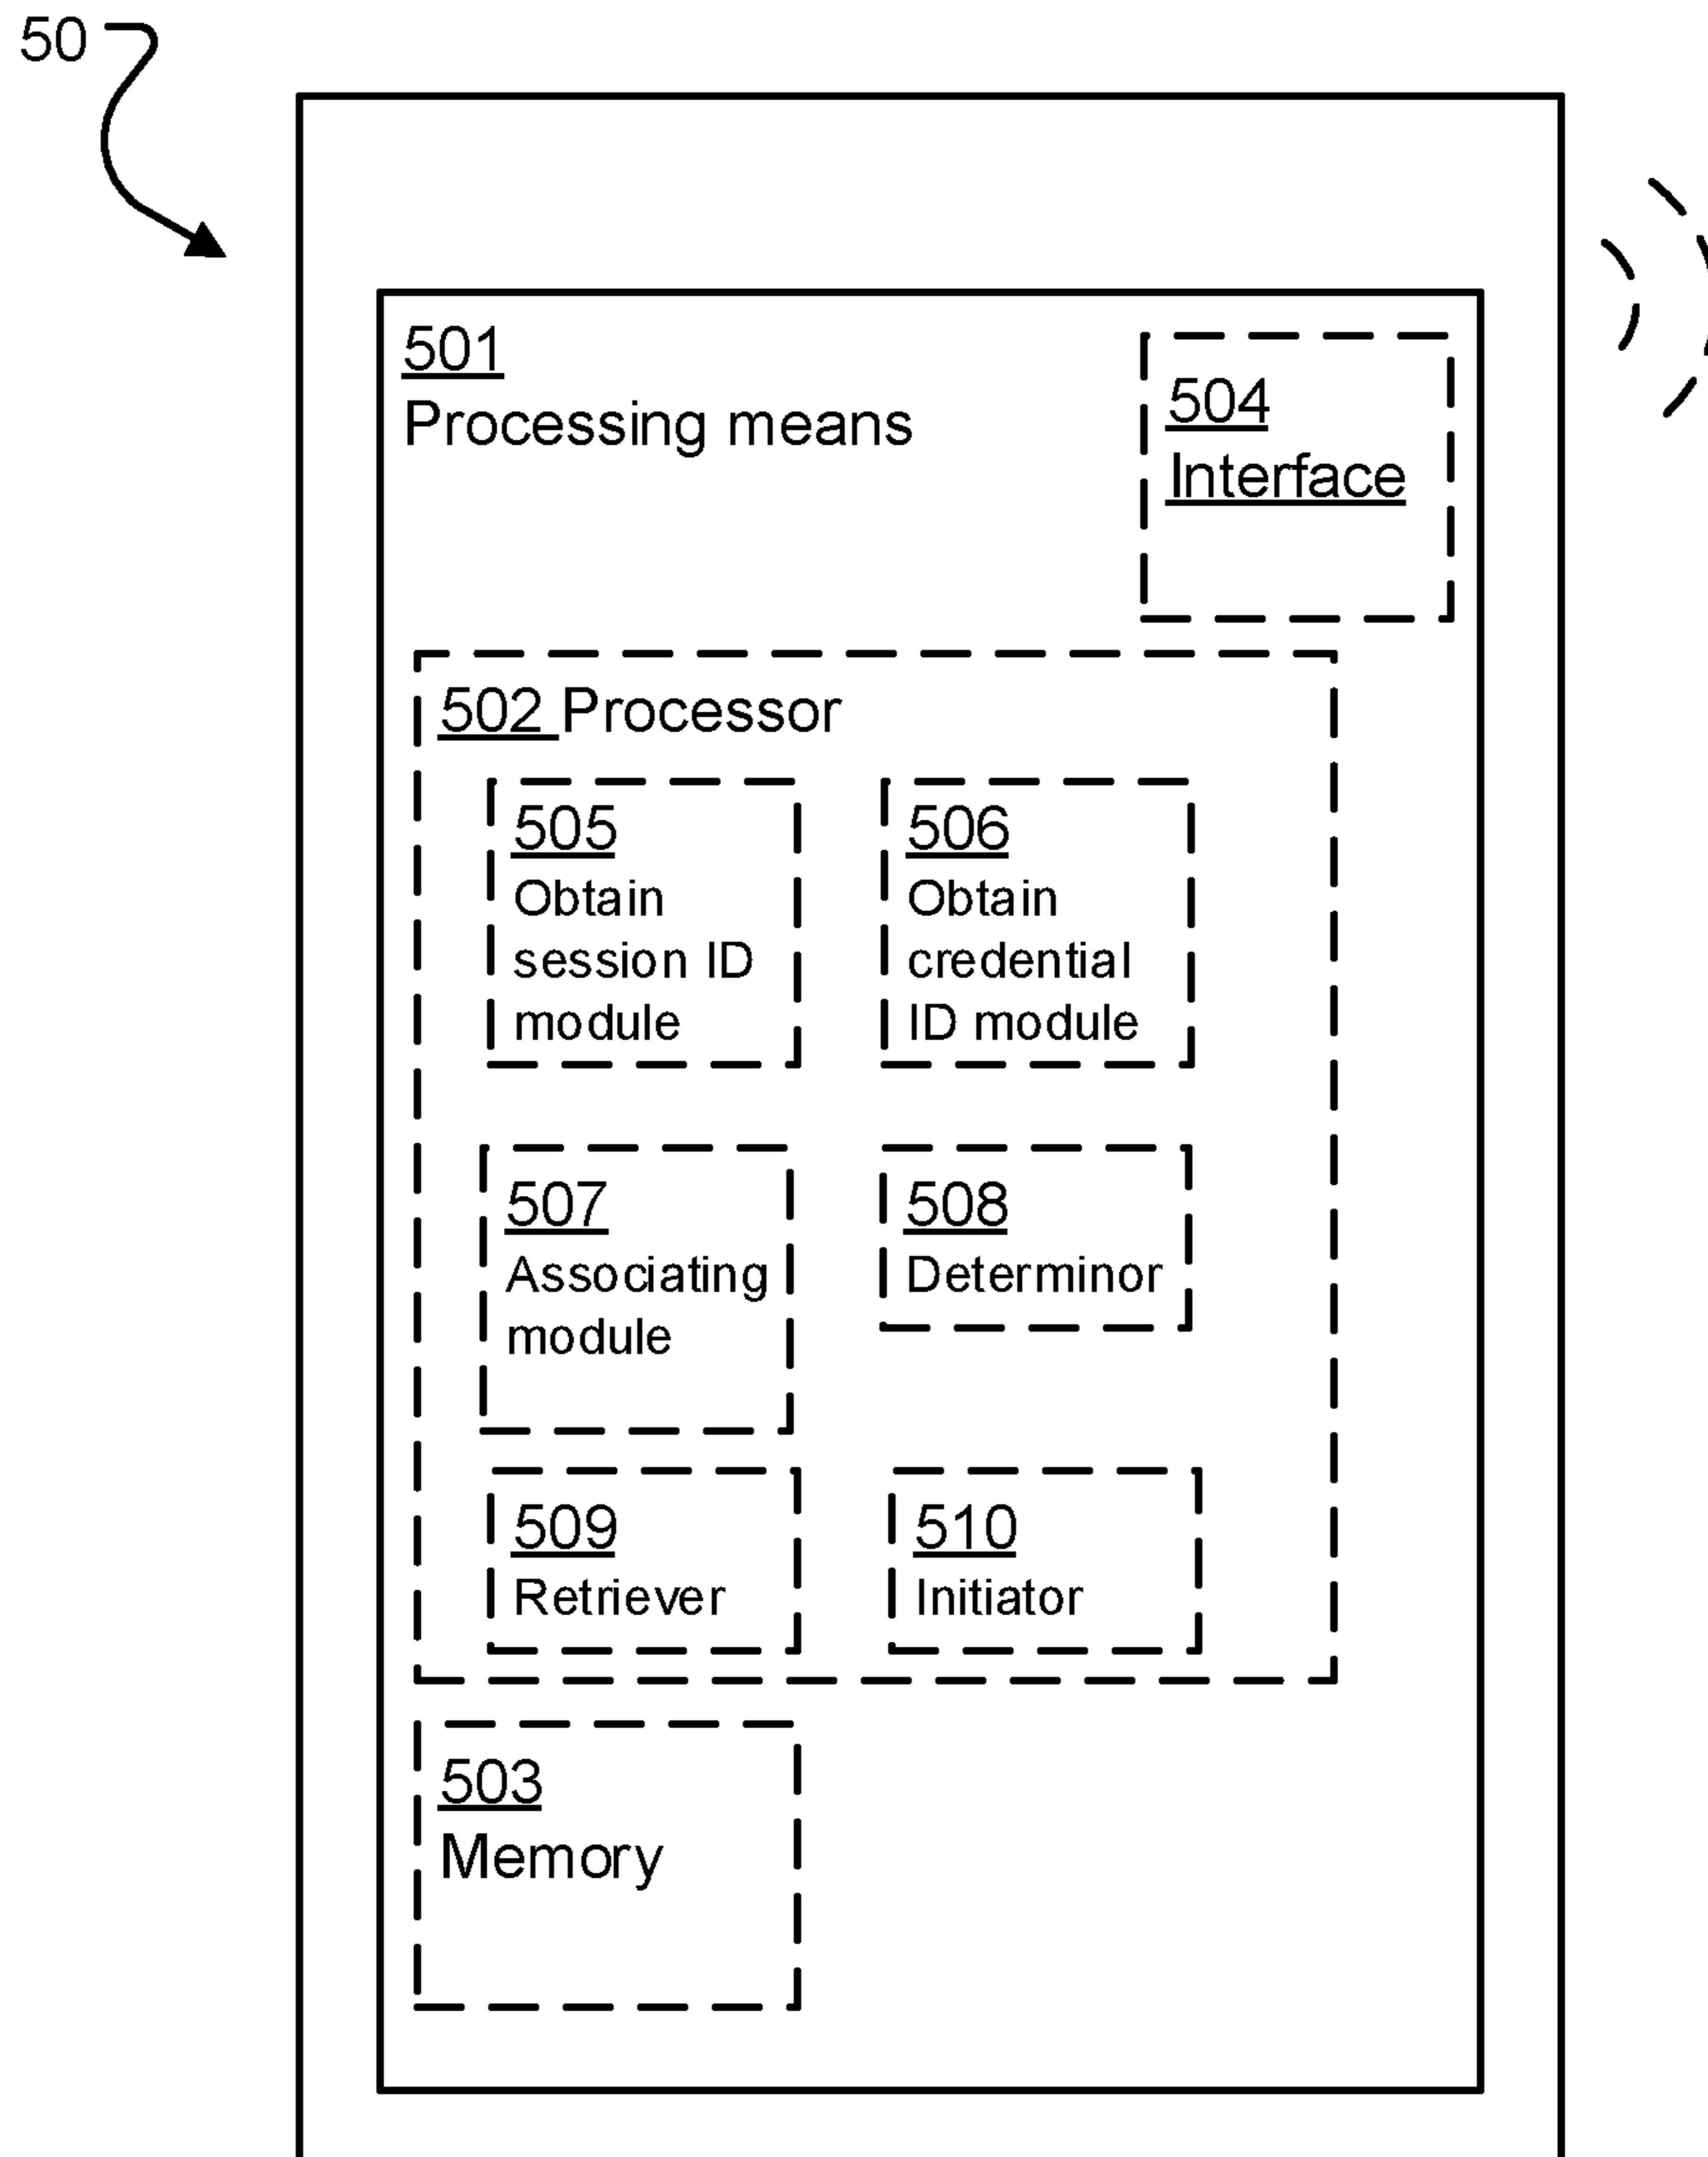 50
501
Processing means
504
Interface
502 Processor
505
Obtain
session ID
module
506
Obtain
credential
ID module
507
Associating
module
508
Determinor
509
Retriever
510
Initiator
503
Memory